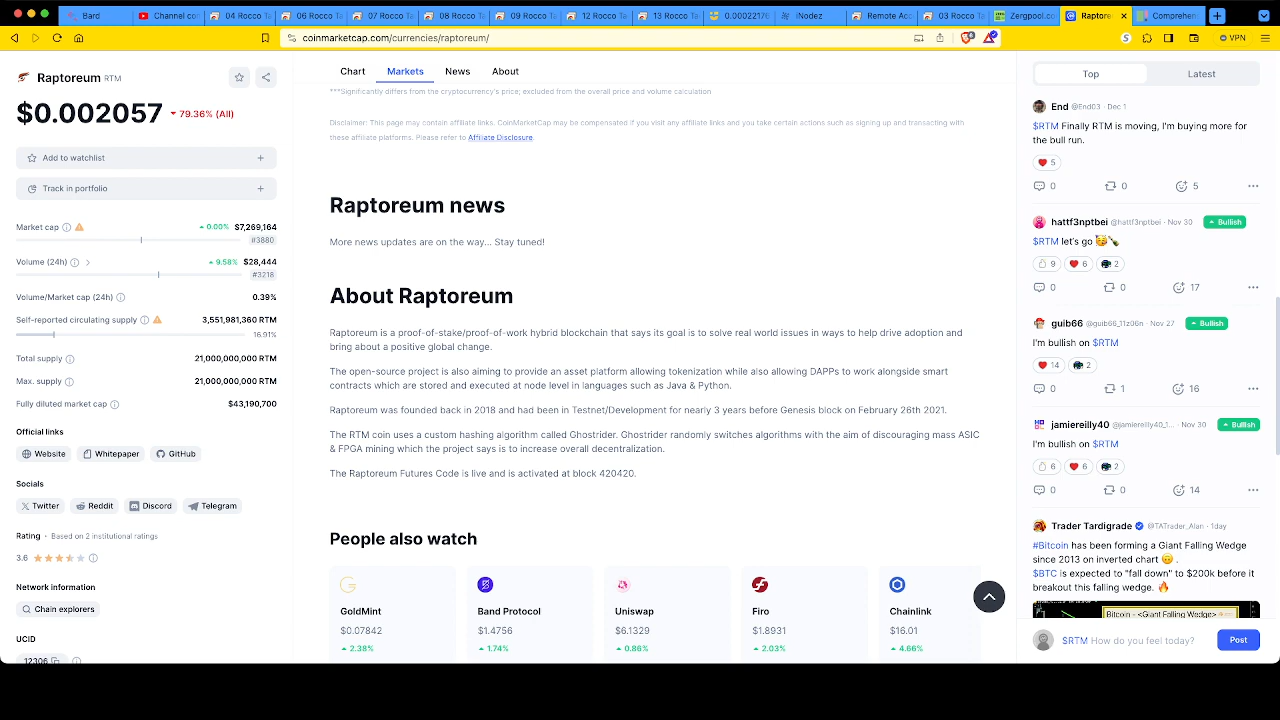 Bard
Channel con
04 Rocco Ta
06 Rocco Ta
07 Rocco Ta
08 Rocco Ta
09 Rocco Ta
12 Rocco Ta
13 Rocco Ta
0.00022176
iNodez
Remote Acc
03 Rocco Ta
Zergpool.co
Raptoreu
Comprehen
coinmarketcap.com/currencies/raptoreum/
VPN
Raptoreum RTM
$0.002057 79.36% (All)
Add to watchlist
Track in portfolio
Market cap 0.00% $7,269,164
#3880
Volume (24h) 9.58% $28,444
#3218
Volume/Market cap (24h) 0.39%
Self-reported circulating supply 3,551,981,360 RTM
16.91%
Total supply 21,000,000,000 RTM
Max. supply 21,000,000,000 RTM
Fully diluted market cap $43,190,700
Official links
Website Whitepaper GitHub
Socials
Twitter Reddit Discord Telegram
Rating • Based on 2 institutional ratings
3.6
Network information
Chain explorers
UCID
12306
Chart Markets News About
***Significantly differs from the cryptocurrency's price; excluded from the overall price and volume calculation
Disclaimer: This page may contain affiliate links. CoinMarketCap may be compensated if you visit any affiliate links and you take certain actions such as signing up and transacting with
these affiliate platforms. Please refer to Affiliate Disclosure.
Raptoreum news
More news updates are on the way... Stay tuned!
About Raptoreum
Raptoreum is a proof-of-stake/proof-of-work hybrid blockchain that says its goal is to solve real world issues in ways to help drive adoption and
bring about a positive global change.
The open-source project is also aiming to provide an asset platform allowing tokenization while also allowing DAPPs to work alongside smart
contracts which are stored and executed at node level in languages such as Java & Python.
Raptoreum was founded back in 2018 and had been in Testnet/Development for nearly 3 years before Genesis block on February 26th 2021.
The RTM coin uses a custom hashing algorithm called Ghostrider. Ghostrider randomly switches algorithms with the aim of discouraging mass ASIC
& FPGA mining which the project says is to increase overall decentralization.
The Raptoreum Futures Code is live and is activated at block 420420.
People also watch
GoldMint
$0.07842
2.38%
Band Protocol
$1.4756
1.74%
Uniswap
$6.1329
0.86%
Firo
$1.8931
2.03%
Chainlink
$16.01
4.66%
Top Latest
End @End03 · Dec 1
$RTM Finally RTM is moving, I'm buying more for
the bull run.
5
0 0 5
hattf3nptbei @hattf3nptbei · Nov 30 Bullish
$RTM let's go
9 6 2
0 0 17
guib66 @guib66_11z06n · Nov 27 Bullish
I'm bullish on $RTM
14 2
0 1 16
jamiereilly40 @jamiereilly40_1... · Nov 30 Bullish
I'm bullish on $RTM
6 6 2
0 0 14
Trader Tardigrade @TATrader_Alan · 1day
#Bitcoin has been forming a Giant Falling Wedge
since 2013 on inverted chart .
$BTC is expected to "fall down" to $200k before it
breakout this falling wedge.
Bitcoin - <Giant Falling Wedge>
$RTM How do you feel today? Post